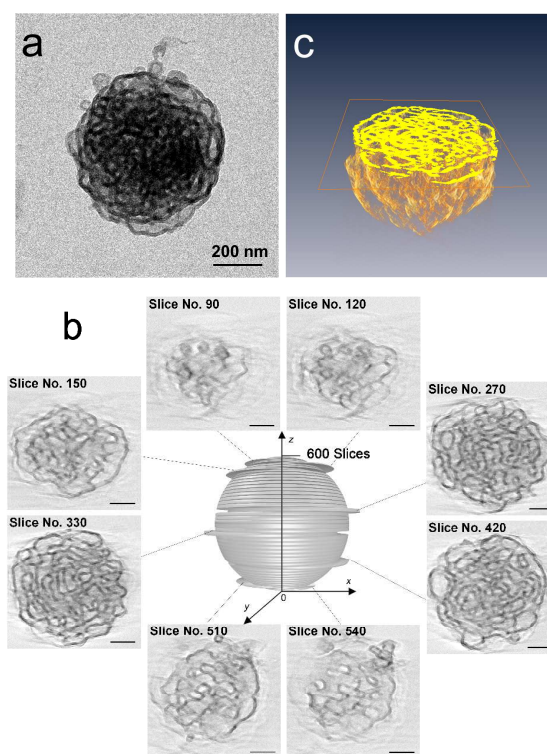 a
c
200 nm
b
Slice No. 90
Slice No. 120
Slice No. 150
Slice No. 270
z
600 Slices
Slice No. 330
Slice No. 420
x
0
y
Slice No. 510
Slice No. 540